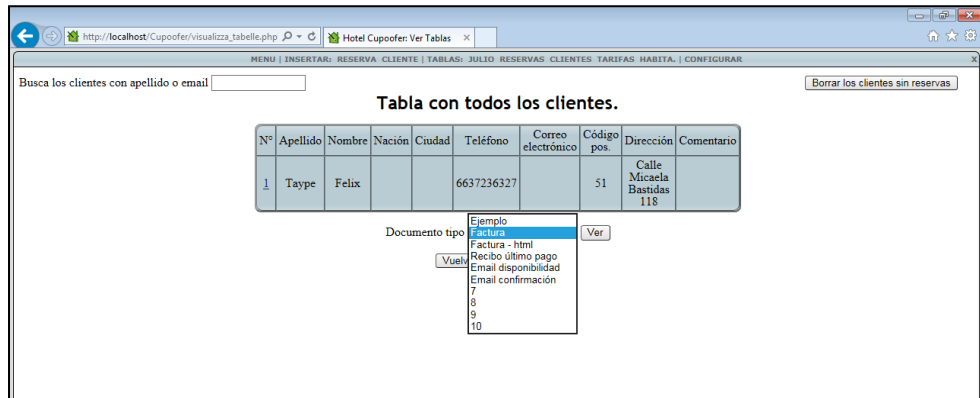 http://localhost/Cupoofer/visualizza_tabelle.php
Hotel Cupoofer: Ver Tablas
MENU | INSERTAR: RESERVA CLIENTE | TABLAS: JULIO RESERVAS CLIENTES TARIFAS HABITA. | CONFIGURAR
X
Busca los clientes con apellido o email
Borrar los clientes sin reservas
Tabla con todos los clientes.
N° Apellido Nombre Nación Ciudad Teléfono Correo electrónico Código pos. Dirección Comentario
1 Taype Felix 6637236327 51 Calle Micaela Bastidas 118
Documento tipo
Ejemplo
Factura
Factura - html
Recibo último pago
Email disponibilidad
Email confirmación
7
8
9
10
Ver